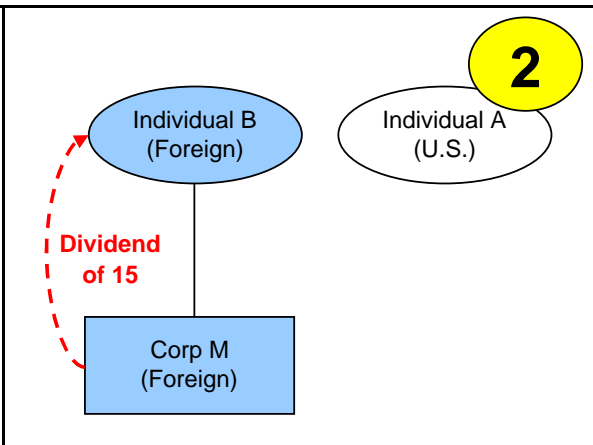 2
Individual B
(Foreign)
Individual A
(U.S.)
Dividend
of 15
Corp M
(Foreign)